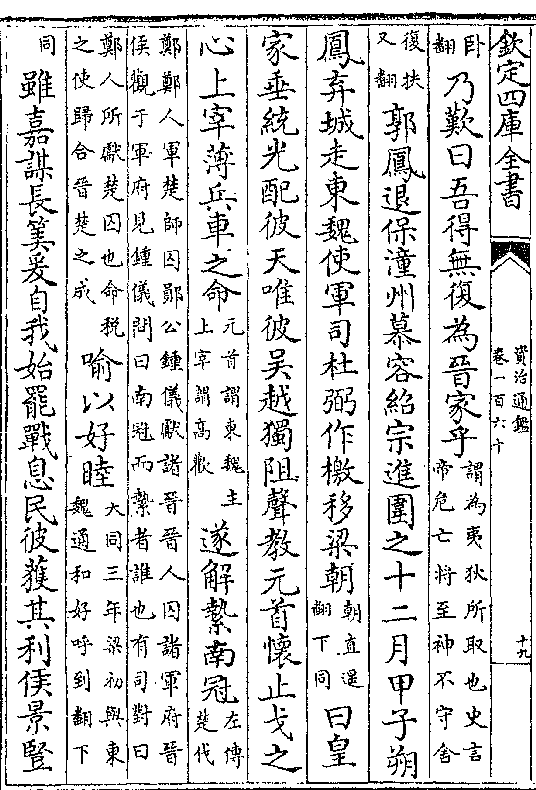 欽定四庫全書 資治通鑑 卷一百六十 十九
卧翻乃歎曰吾得無復為晉家乎謂為夷狄所取也史言帝危亡將至神不守舍
復扶又翻郭鳳退保潼州慕容紹宗進圍之十二月甲子朔
鳳弃城走東魏使軍司杜弼作檄移梁朝朝直遥翻下同曰皇
家垂統光配彼天唯彼吳越獨阻聲教元首懷止戈之
心上宰薄兵車之命元首謂東魏主上宰謂高歡遂解縶南冠左傳楚代
鄭鄭人軍楚師囚鄖公鍾儀獻諸晉晉人囚諸軍府晉侯觀于軍府見鍾儀問曰南冠而縶者誰也有司對曰
鄭人所獻楚囚也命税之使歸合晉楚之成喻以好睦大同三年梁初與東魏通和好呼到翻下
同雖嘉謀長筭爰自我始罷戰息民彼獲其利侯景豎